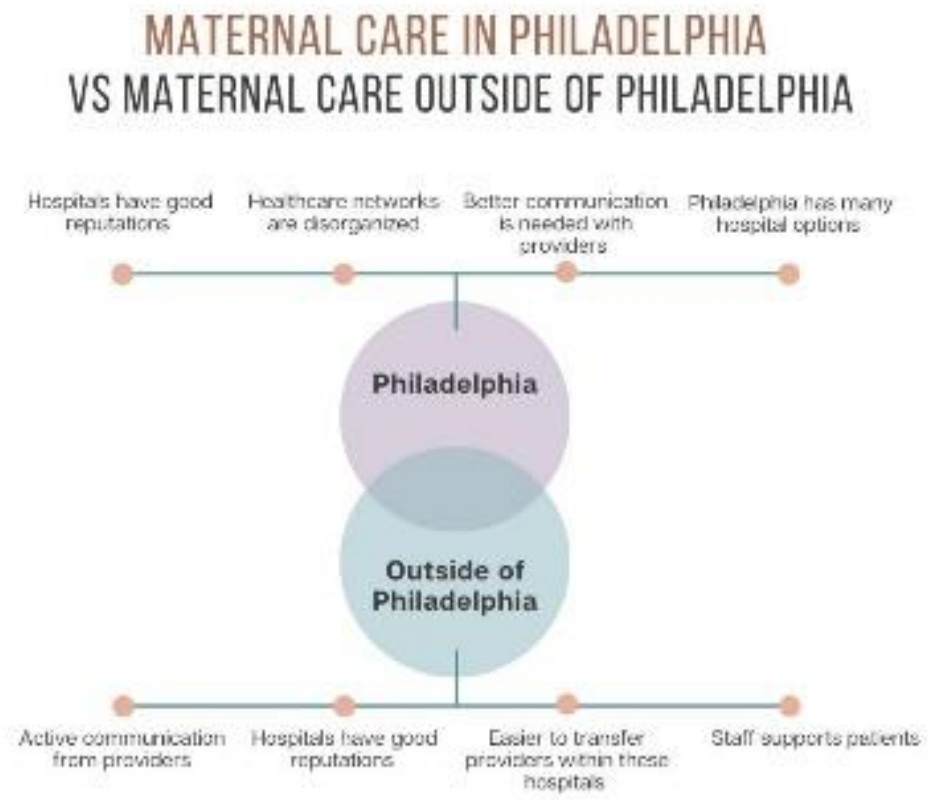 MATERNAL CARE IN PHILADELPHIA
VS MATERNAL CARE OUTSIDE OF PHILADELPHIA
Hospitals have good
reputations
Healthcare networks
are disorganized
Better communication
is needed with
providers
Philadelphia has many
hospital options
Philadelphia
Outside of
Philadelphia
Active communication
from providers
Hospitals have good
reputations
Easier to transfer
providers within these
hospitals
Staff supports patients